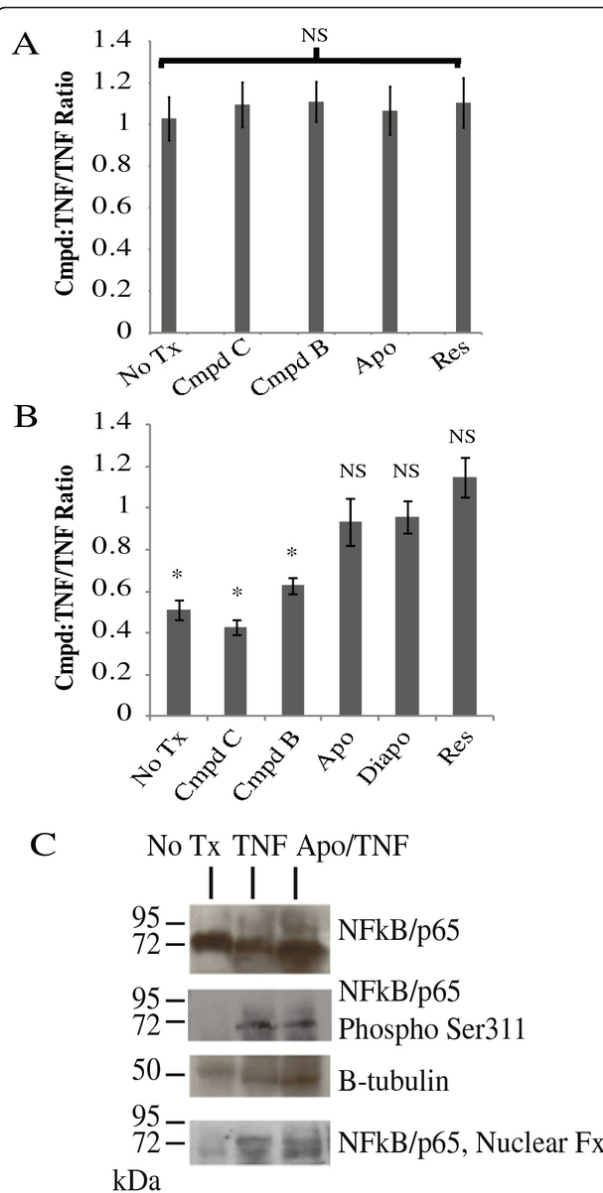 A
NS
Cmpd:TNF/TNF Ratio
1.4
1.2
1
0.8
0.6
0.4
0.2
0
No Tx Cmpd C Cmpd B Apo Res
B
Cmpd:TNF/TNF Ratio
1.4
1.2
1
0.8
0.6
0.4
0.2
0
* * * NS NS NS
No Tx Cmpd C Cmpd B Apo Diapo Res
C
No Tx TNF Apo/TNF
95
72
NFkB/p65
95
72
NFkB/p65
Phospho Ser311
50
B-tubulin
95
72
NFkB/p65, Nuclear Fx
kDa